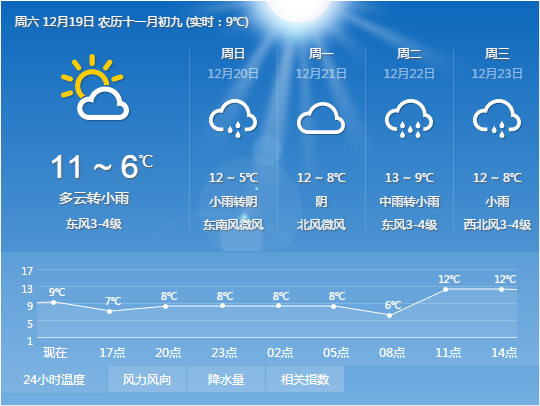 周六 12月19日 农历十一月初九 (实时：9℃)
11 ~ 6℃
多云转小雨
东风3-4级
周日
12月20日
12 ~ 5℃
小雨转阴
东南风微风
周一
12月21日
12 ~ 8℃
阴
北风微风
周二
12月22日
13 ~ 9℃
中雨转小雨
东风3-4级
周三
12月23日
12 ~ 8℃
小雨
西北风3-4级
17
13
9
5
1
9℃ 7℃ 8℃ 8℃ 8℃ 8℃ 6℃ 12℃ 12℃
现在 17点 20点 23点 02点 05点 08点 11点 14点
24小时温度 风力风向 降水量 相关指数